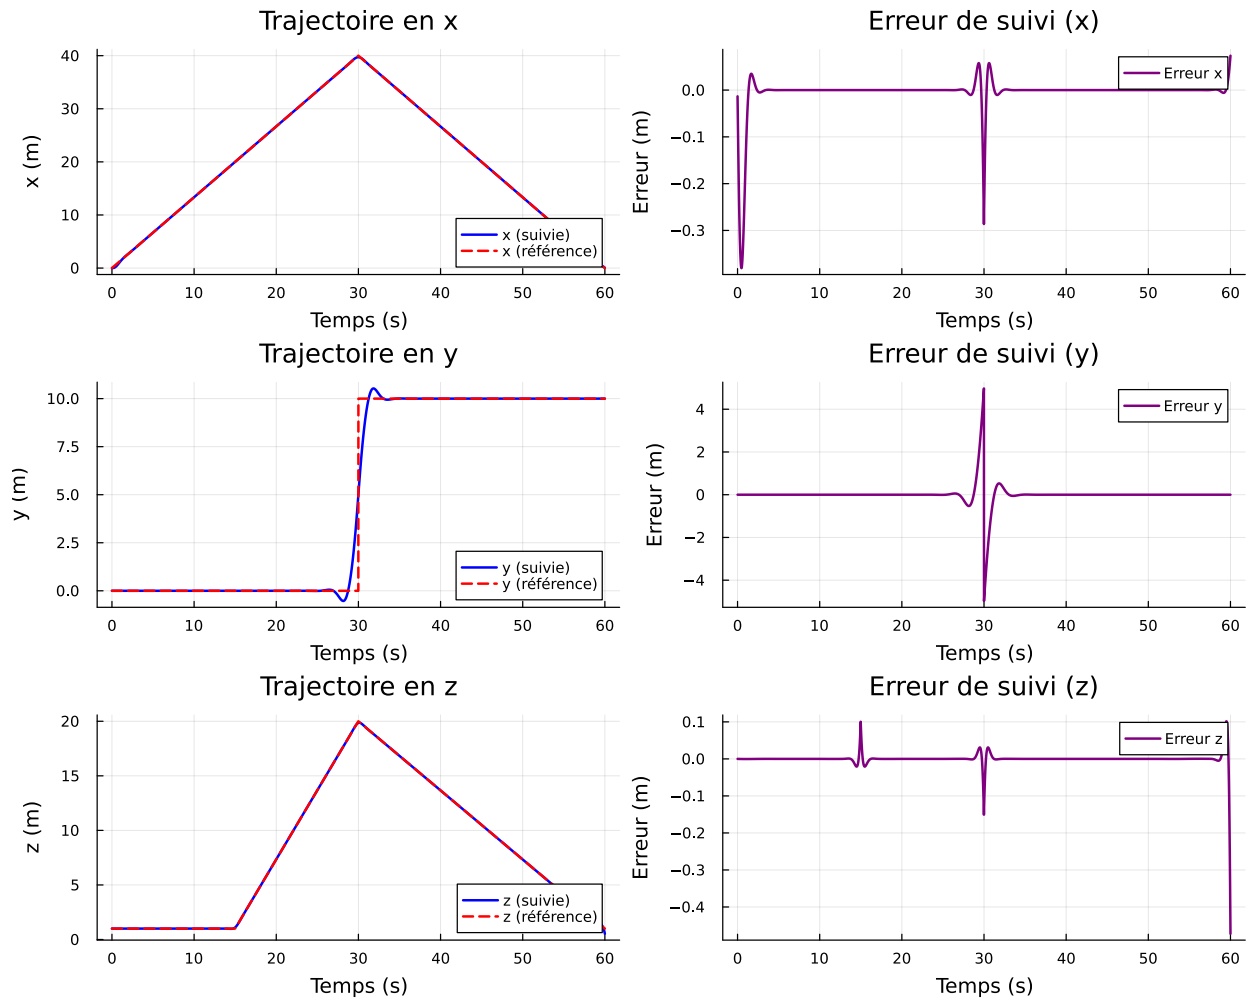 Trajectoire en x
x (m)
40
30
20
10
0
x (suivie)
x (référence)
0 10 20 30 40 50 60
Temps (s)
Erreur de suivi (x)
Erreur (m)
0.0
−0.1
−0.2
−0.3
Erreur x
0 10 20 30 40 50 60
Temps (s)
Trajectoire en y
y (m)
10.0
7.5
5.0
2.5
0.0
y (suivie)
y (référence)
0 10 20 30 40 50 60
Temps (s)
Erreur de suivi (y)
Erreur (m)
4
2
0
−2
−4
Erreur y
0 10 20 30 40 50 60
Temps (s)
Trajectoire en z
z (m)
20
15
10
5
0
z (suivie)
z (référence)
0 10 20 30 40 50 60
Temps (s)
Erreur de suivi (z)
Erreur (m)
0.1
0.0
−0.1
−0.2
−0.3
−0.4
Erreur z
0 10 20 30 40 50 60
Temps (s)